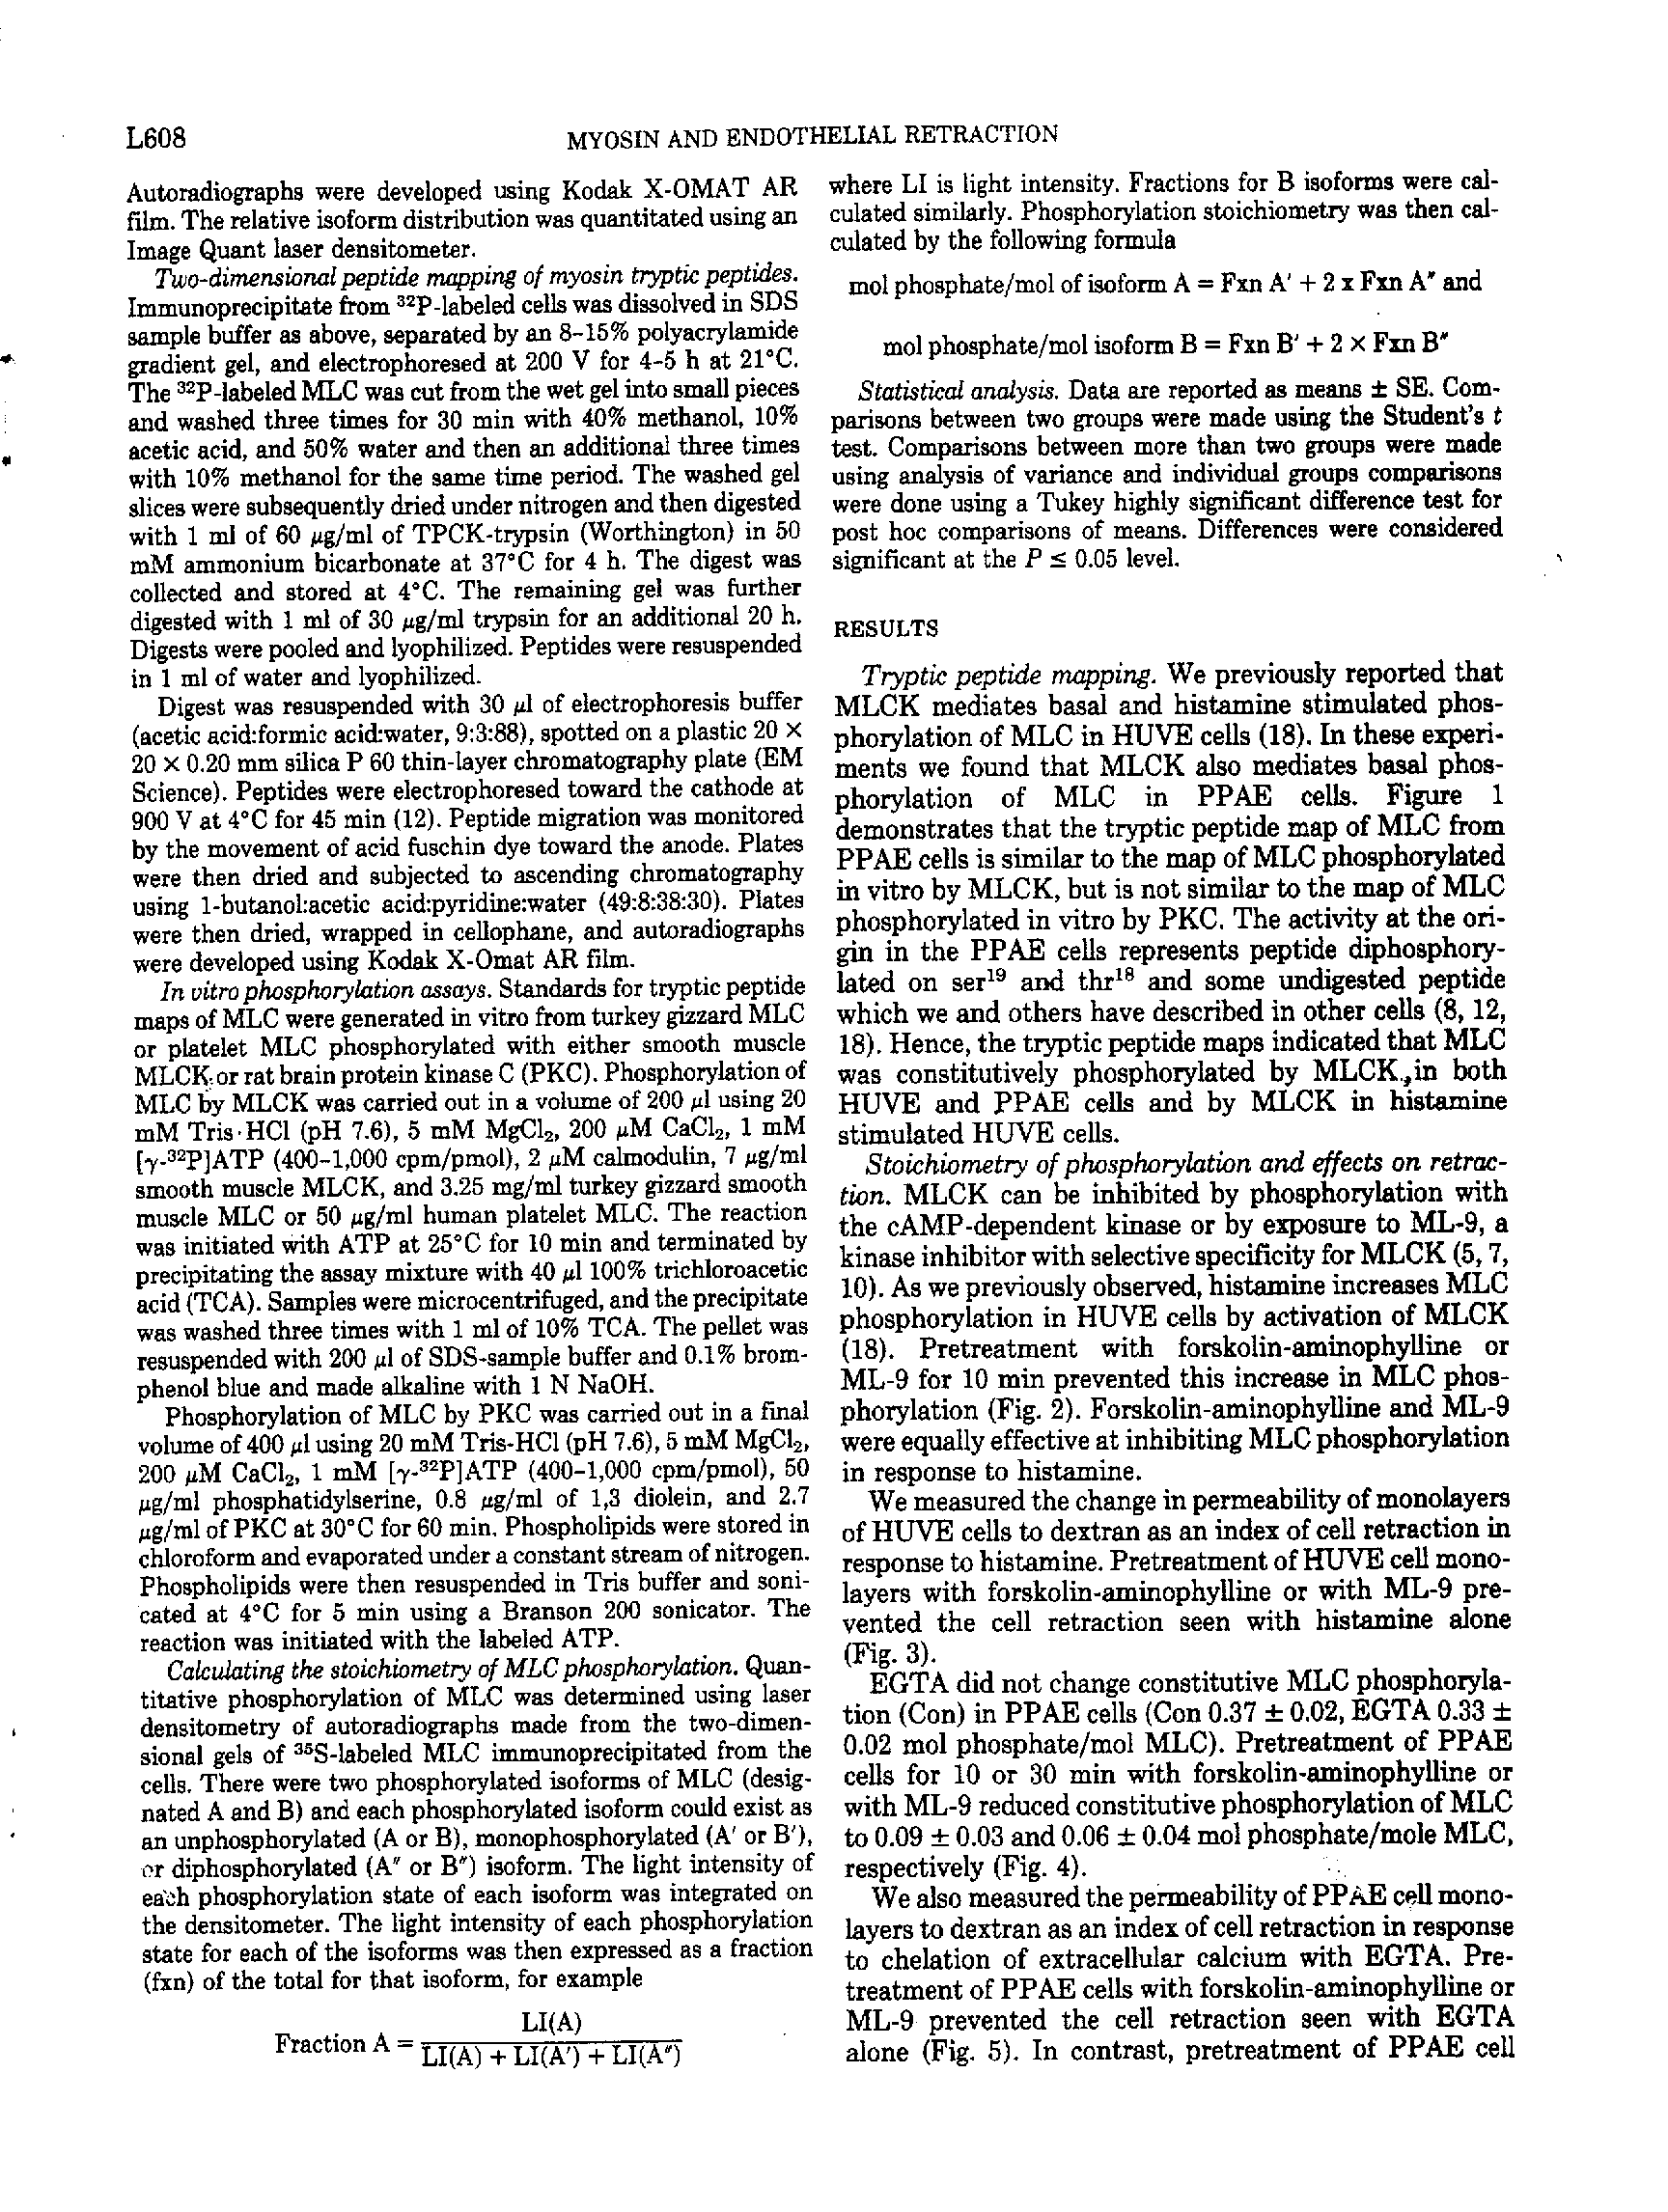 L608
MYOSIN AND ENDOTHELIAL RETRACTION
Autoradiographs were developed using Kodak X-OMAT AR
film. The relative isoform distribution was quantitated using an
Image Quant laser densitometer.
Two-dimensional peptide mapping of myosin tryptic peptides.
Immunoprecipitate from ³²P-labeled cells was dissolved in SDS
sample buffer as above, separated by an 8-15% polyacrylamide
gradient gel, and electrophoresed at 200 V for 4-5 h at 21°C.
The ³²P-labeled MLC was cut from the wet gel into small pieces
and washed three times for 30 min with 40% methanol, 10%
acetic acid, and 50% water and then an additional three times
with 10% methanol for the same time period. The washed gel
slices were subsequently dried under nitrogen and then digested
with 1 ml of 60 µg/ml of TPCK-trypsin (Worthington) in 50
mM ammonium bicarbonate at 37°C for 4 h. The digest was
collected and stored at 4°C. The remaining gel was further
digested with 1 ml of 30 µg/ml trypsin for an additional 20 h.
Digests were pooled and lyophilized. Peptides were resuspended
in 1 ml of water and lyophilized.
Digest was resuspended with 30 µl of electrophoresis buffer
(acetic acid:formic acid:water, 9:3:88), spotted on a plastic 20 ×
20 × 0.20 mm silica P 60 thin-layer chromatography plate (EM
Science). Peptides were electrophoresed toward the cathode at
900 V at 4°C for 45 min (12). Peptide migration was monitored
by the movement of acid fuschin dye toward the anode. Plates
were then dried and subjected to ascending chromatography
using 1-butanol:acetic acid:pyridine:water (49:8:38:30). Plates
were then dried, wrapped in cellophane, and autoradiographs
were developed using Kodak X-Omat AR film.
In vitro phosphorylation assays. Standards for tryptic peptide
maps of MLC were generated in vitro from turkey gizzard MLC
or platelet MLC phosphorylated with either smooth muscle
MLCK or rat brain protein kinase C (PKC). Phosphorylation of
MLC by MLCK was carried out in a volume of 200 µl using 20
mM Tris·HCl (pH 7.6), 5 mM MgCl₂, 200 µM CaCl₂, 1 mM
[γ-³²P]ATP (400-1,000 cpm/pmol), 2 µM calmodulin, 7 µg/ml
smooth muscle MLCK, and 3.25 mg/ml turkey gizzard smooth
muscle MLC or 50 µg/ml human platelet MLC. The reaction
was initiated with ATP at 25°C for 10 min and terminated by
precipitating the assay mixture with 40 µl 100% trichloroacetic
acid (TCA). Samples were microcentrifuged, and the precipitate
was washed three times with 1 ml of 10% TCA. The pellet was
resuspended with 200 µl of SDS-sample buffer and 0.1% brom-
phenol blue and made alkaline with 1 N NaOH.
Phosphorylation of MLC by PKC was carried out in a final
volume of 400 µl using 20 mM Tris-HCl (pH 7.6), 5 mM MgCl₂,
200 µM CaCl₂, 1 mM [γ-³²P]ATP (400-1,000 cpm/pmol), 50
µg/ml phosphatidylserine, 0.8 µg/ml of 1,3 diolein, and 2.7
µg/ml of PKC at 30°C for 60 min. Phospholipids were stored in
chloroform and evaporated under a constant stream of nitrogen.
Phospholipids were then resuspended in Tris buffer and soni-
cated at 4°C for 5 min using a Branson 200 sonicator. The
reaction was initiated with the labeled ATP.
Calculating the stoichiometry of MLC phosphorylation. Quan-
titative phosphorylation of MLC was determined using laser
densitometry of autoradiographs made from the two-dimen-
sional gels of ³⁵S-labeled MLC immunoprecipitated from the
cells. There were two phosphorylated isoforms of MLC (desig-
nated A and B) and each phosphorylated isoform could exist as
an unphosphorylated (A or B), monophosphorylated (A′ or B′),
or diphosphorylated (A″ or B″) isoform. The light intensity of
each phosphorylation state of each isoform was integrated on
the densitometer. The light intensity of each phosphorylation
state for each of the isoforms was then expressed as a fraction
(fxn) of the total for that isoform, for example
Fraction A = LI(A) / LI(A) + LI(A′) + LI(A″)
where LI is light intensity. Fractions for B isoforms were cal-
culated similarly. Phosphorylation stoichiometry was then cal-
culated by the following formula
mol phosphate/mol of isoform A = Fxn A′ + 2 x Fxn A″ and
mol phosphate/mol isoform B = Fxn B′ + 2 × Fxn B″
Statistical analysis. Data are reported as means ± SE. Com-
parisons between two groups were made using the Student's t
test. Comparisons between more than two groups were made
using analysis of variance and individual groups comparisons
were done using a Tukey highly significant difference test for
post hoc comparisons of means. Differences were considered
significant at the P ≤ 0.05 level.
RESULTS
Tryptic peptide mapping. We previously reported that
MLCK mediates basal and histamine stimulated phos-
phorylation of MLC in HUVE cells (18). In these experi-
ments we found that MLCK also mediates basal phos-
phorylation of MLC in PPAE cells. Figure 1
demonstrates that the tryptic peptide map of MLC from
PPAE cells is similar to the map of MLC phosphorylated
in vitro by MLCK, but is not similar to the map of MLC
phosphorylated in vitro by PKC. The activity at the ori-
gin in the PPAE cells represents peptide diphosphory-
lated on ser¹⁹ and thr¹⁸ and some undigested peptide
which we and others have described in other cells (8, 12,
18). Hence, the tryptic peptide maps indicated that MLC
was constitutively phosphorylated by MLCK, in both
HUVE and PPAE cells and by MLCK in histamine
stimulated HUVE cells.
Stoichiometry of phosphorylation and effects on retrac-
tion. MLCK can be inhibited by phosphorylation with
the cAMP-dependent kinase or by exposure to ML-9, a
kinase inhibitor with selective specificity for MLCK (5, 7,
10). As we previously observed, histamine increases MLC
phosphorylation in HUVE cells by activation of MLCK
(18). Pretreatment with forskolin-aminophylline or
ML-9 for 10 min prevented this increase in MLC phos-
phorylation (Fig. 2). Forskolin-aminophylline and ML-9
were equally effective at inhibiting MLC phosphorylation
in response to histamine.
We measured the change in permeability of monolayers
of HUVE cells to dextran as an index of cell retraction in
response to histamine. Pretreatment of HUVE cell mono-
layers with forskolin-aminophylline or with ML-9 pre-
vented the cell retraction seen with histamine alone
(Fig. 3).
EGTA did not change constitutive MLC phosphoryla-
tion (Con) in PPAE cells (Con 0.37 ± 0.02, EGTA 0.33 ±
0.02 mol phosphate/mol MLC). Pretreatment of PPAE
cells for 10 or 30 min with forskolin-aminophylline or
with ML-9 reduced constitutive phosphorylation of MLC
to 0.09 ± 0.03 and 0.06 ± 0.04 mol phosphate/mole MLC,
respectively (Fig. 4).
We also measured the permeability of PPAE cell mono-
layers to dextran as an index of cell retraction in response
to chelation of extracellular calcium with EGTA. Pre-
treatment of PPAE cells with forskolin-aminophylline or
ML-9 prevented the cell retraction seen with EGTA
alone (Fig. 5). In contrast, pretreatment of PPAE cell